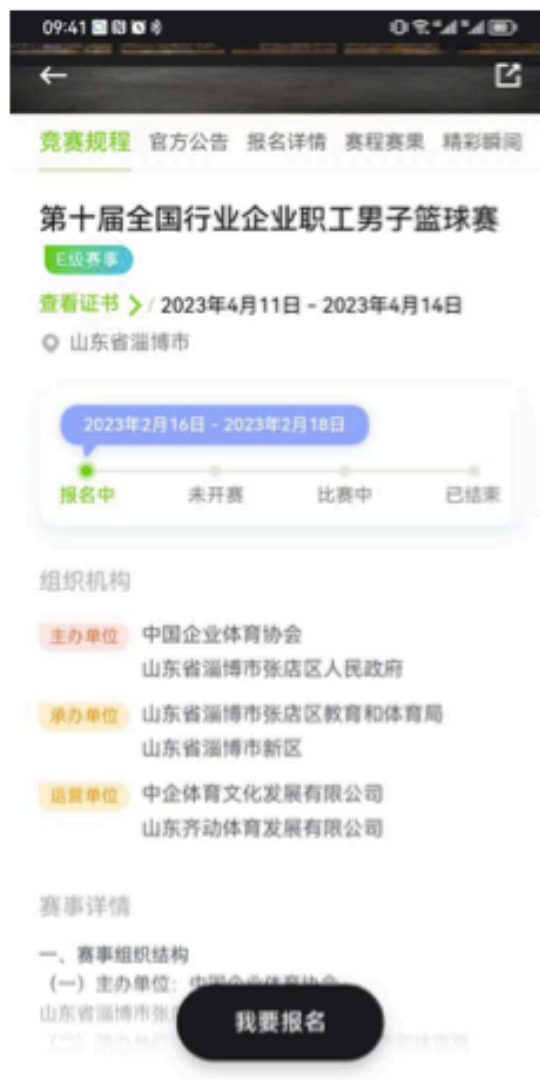 09:41
竞赛规程 官方公告 报名详情 赛程赛果 精彩瞬间
第十届全国行业企业职工男子篮球赛
E级赛事
查看证书 / 2023年4月11日 - 2023年4月14日
山东省淄博市
2023年2月16日 - 2023年2月18日
报名中 未开赛 比赛中 已结束
组织机构
主办单位 中国企业体育协会
山东省淄博市张店区人民政府
承办单位 山东省淄博市张店区教育和体育局
山东省淄博市新区
运营单位 中企体育文化发展有限公司
山东齐动体育发展有限公司
赛事详情
一、赛事组织结构
（一）主办单位：中国企业体育协会
山东省淄博市张
我要报名